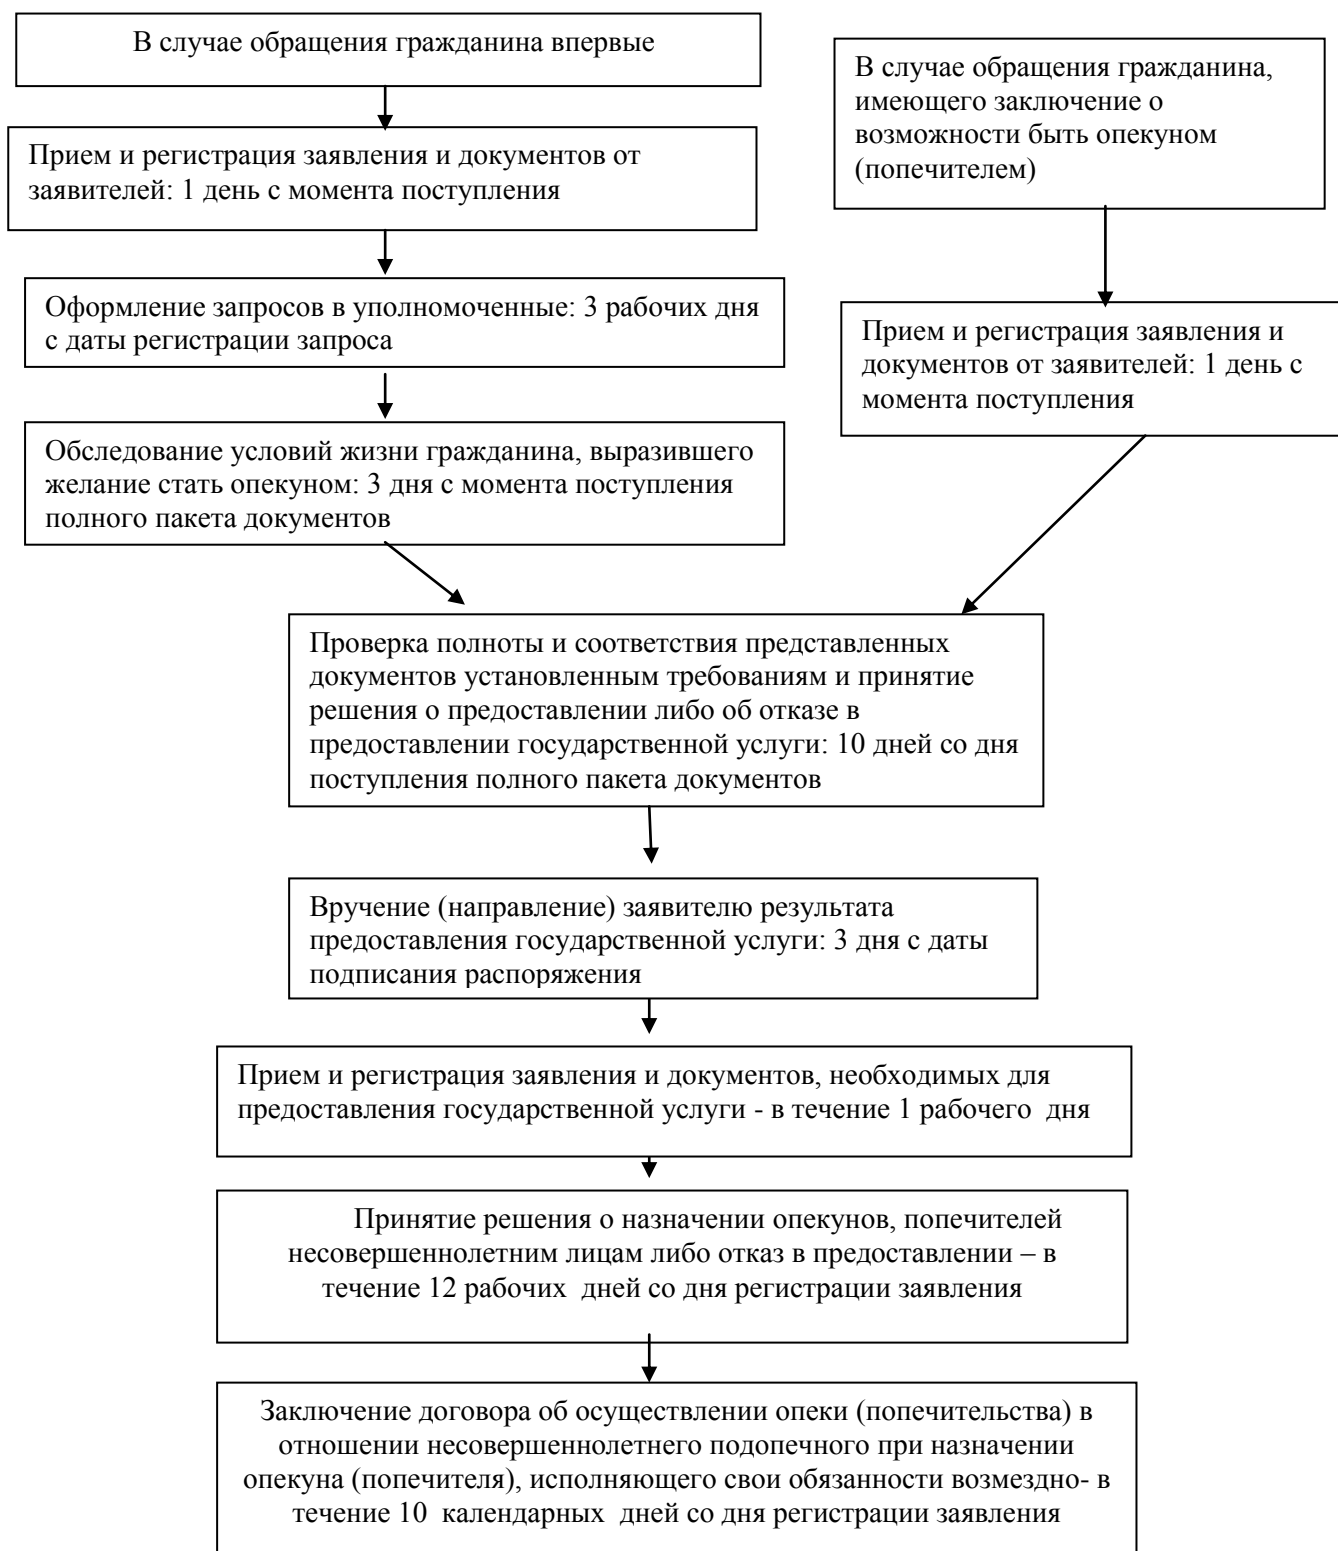 В случае обращения гражданина впервые
В случае обращения гражданина,
имеющего заключение о
возможности быть опекуном
(попечителем)
Прием и регистрация заявления и документов от
заявителей: 1 день с момента поступления
Оформление запросов в уполномоченные: 3 рабочих дня
с даты регистрации запроса
Прием и регистрация заявления и
документов от заявителей: 1 день с
момента поступления
Обследование условий жизни гражданина, выразившего
желание стать опекуном: 3 дня с момента поступления
полного пакета документов
Проверка полноты и соответствия представленных
документов установленным требованиям и принятие
решения о предоставлении либо об отказе в
предоставлении государственной услуги: 10 дней со дня
поступления полного пакета документов
Вручение (направление) заявителю результата
предоставления государственной услуги: 3 дня с даты
подписания распоряжения
Прием и регистрация заявления и документов, необходимых для
предоставления государственной услуги - в течение 1 рабочего  дня
Принятие решения о назначении опекунов, попечителей
несовершеннолетним лицам либо отказ в предоставлении – в
течение 12 рабочих  дней со дня регистрации заявления
Заключение договора об осуществлении опеки (попечительства) в
отношении несовершеннолетнего подопечного при назначении
опекуна (попечителя), исполняющего свои обязанности возмездно- в
течение 10  календарных  дней со дня регистрации заявления